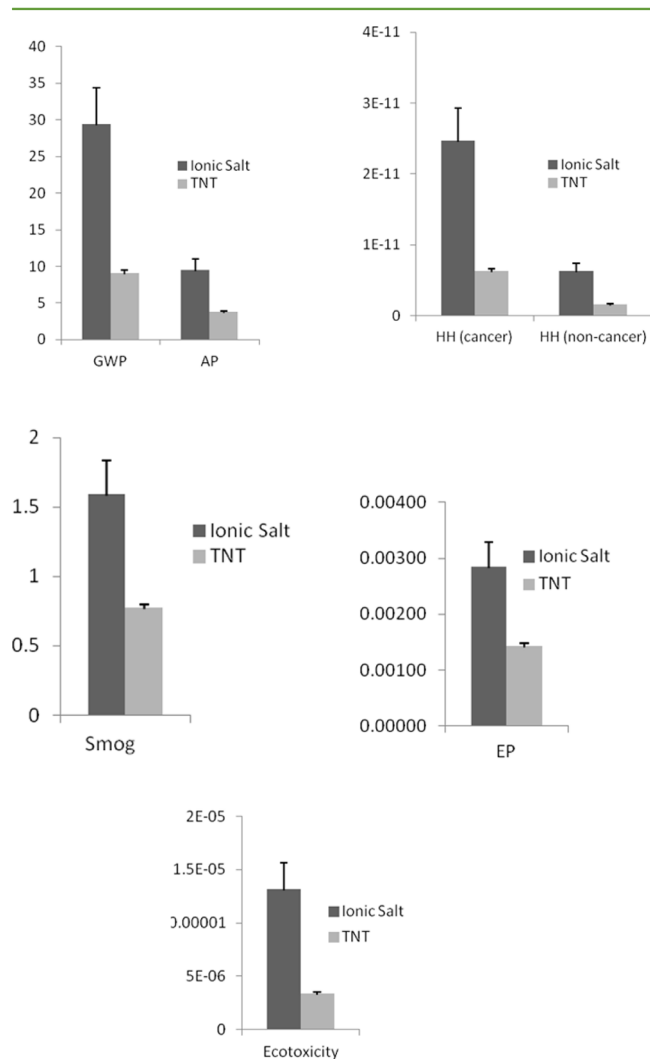 40
35
30
25
20
15
10
5
0
Ionic Salt
TNT
GWP AP
4E-11
3E-11
2E-11
1E-11
0
Ionic Salt
TNT
HH (cancer) HH (non-cancer)
2
1.5
1
0.5
0
Ionic Salt
TNT
Smog
0.00400
0.00300
0.00200
0.00100
0.00000
Ionic Salt
TNT
EP
2E-05
1.5E-05
0.00001
5E-06
0
Ionic Salt
TNT
Ecotoxicity